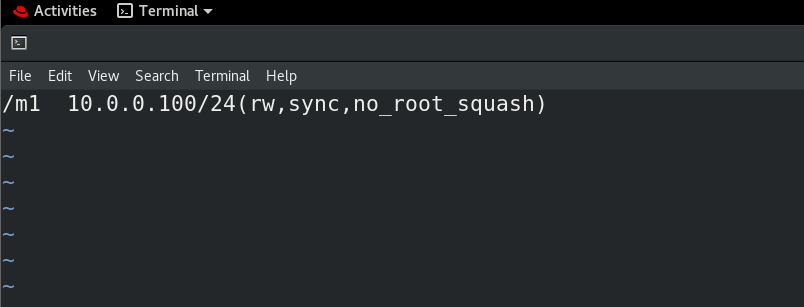 Activities Terminal
File Edit View Search Terminal Help
/m1  10.0.0.100/24(rw,sync,no_root_squash)
~
~
~
~
~
~
~